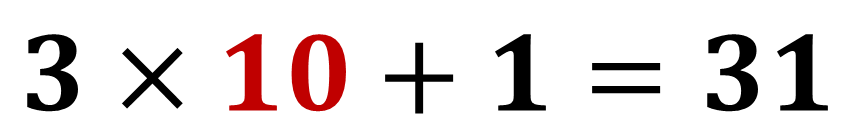 3 × 10 + 1 = 31